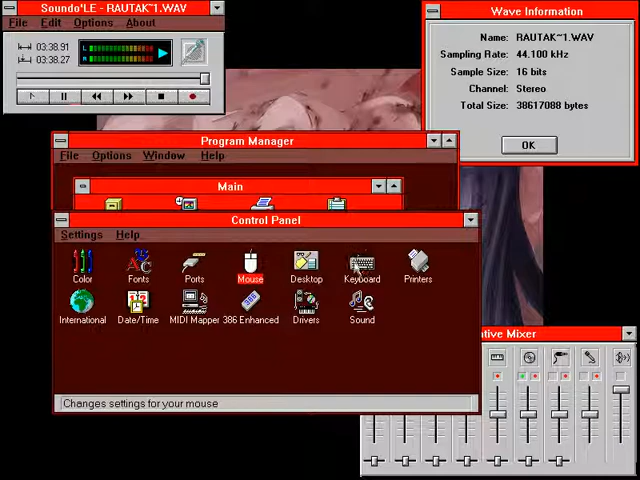 Soundo'LE - RAUTAK~1.WAV
File Edit Options About
03:38.91
03:38.27
L
R
Wave Information
Name: RAUTAK~1.WAV
Sampling Rate: 44.100 kHz
Sample Size: 16 bits
Channel: Stereo
Total Size: 38617088 bytes
OK
Program Manager
File Options Window Help
Main
Control Panel
Settings Help
Color Fonts Ports Mouse Desktop Keyboard Printers
International Date/Time MIDI Mapper 386 Enhanced Drivers Sound
Changes settings for your mouse
Mixer